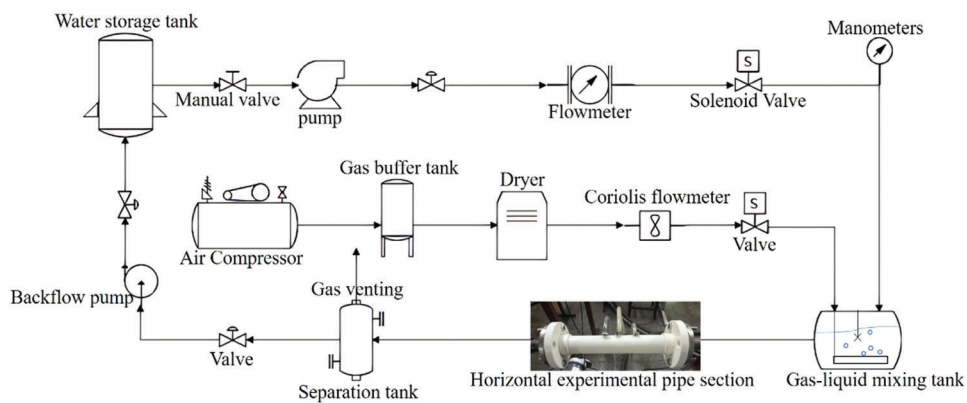 Water storage tank
Manometers
S
Manual valve
pump
Flowmeter
Solenoid Valve
Gas buffer tank
Dryer
Coriolis flowmeter
S
Air Compressor
Valve
Gas venting
Backflow pump
Valve
Separation tank
Horizontal experimental pipe section
Gas-liquid mixing tank